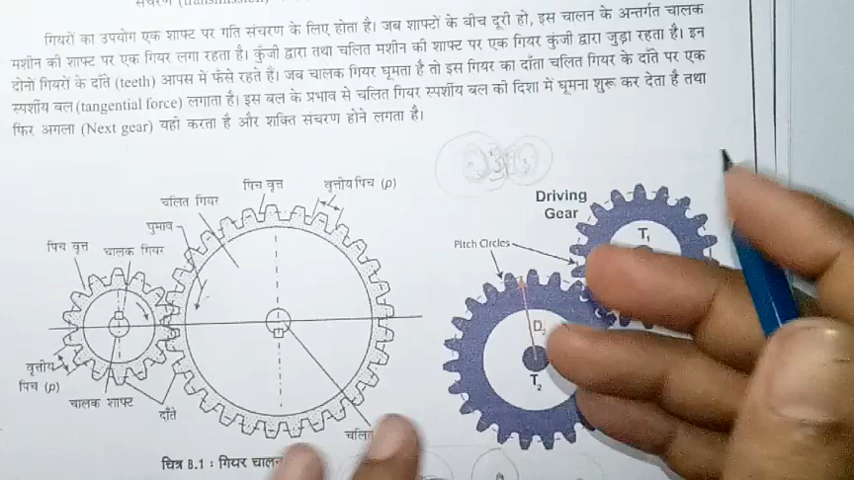 संचरण (transmission)
गियरों का उपयोग एक शाफ्ट पर गति संचरण के लिए होता है। जब शाफ्टों के बीच दूरी हो, इस चालन के अन्तर्गत चालक
मशीन की शाफ्ट पर एक गियर लगा रहता है। कुंजी द्वारा तथा चलित मशीन की शाफ्ट पर एक गियर कुंजी द्वारा जुड़ा रहता है। इन
दोनो गियरों के दाँते (teeth) आपस में फँसे रहते हैं। जब चालक गियर घूमता है तो इस गियर का दाँता चलित गियर के दाँते पर एक
स्पर्शीय बल (tangential force) लगाता है। इस बल के प्रभाव से चलित गियर स्पर्शीय बल को दिशा में घूमना शुरू कर देता है तथा
फिर अगला (Next gear) यही करता है और शक्ति संचरण होने लगता है।
पिच वृत्त
वृत्तीय पिच (p)
चलित गियर
घुमाव
पिच वृत्त
चालक गियर
वृत्तीय
पिच (p)
चालक शाफ्ट
दाँते
चलित
चित्र 8.1 : गियर चालन
Driving
Gear
Pitch Circles
T₁
D₂
T₂